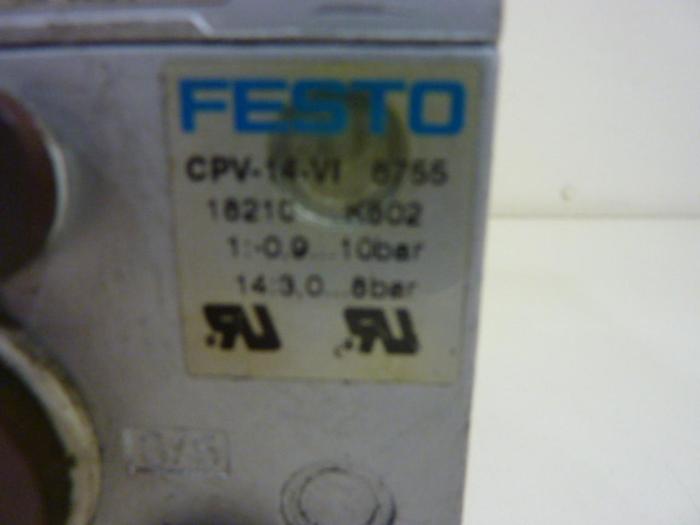 FESTO
CPV-14-VI 8755
18210 K602
1:-0,9...10bar
14:3,0...8bar